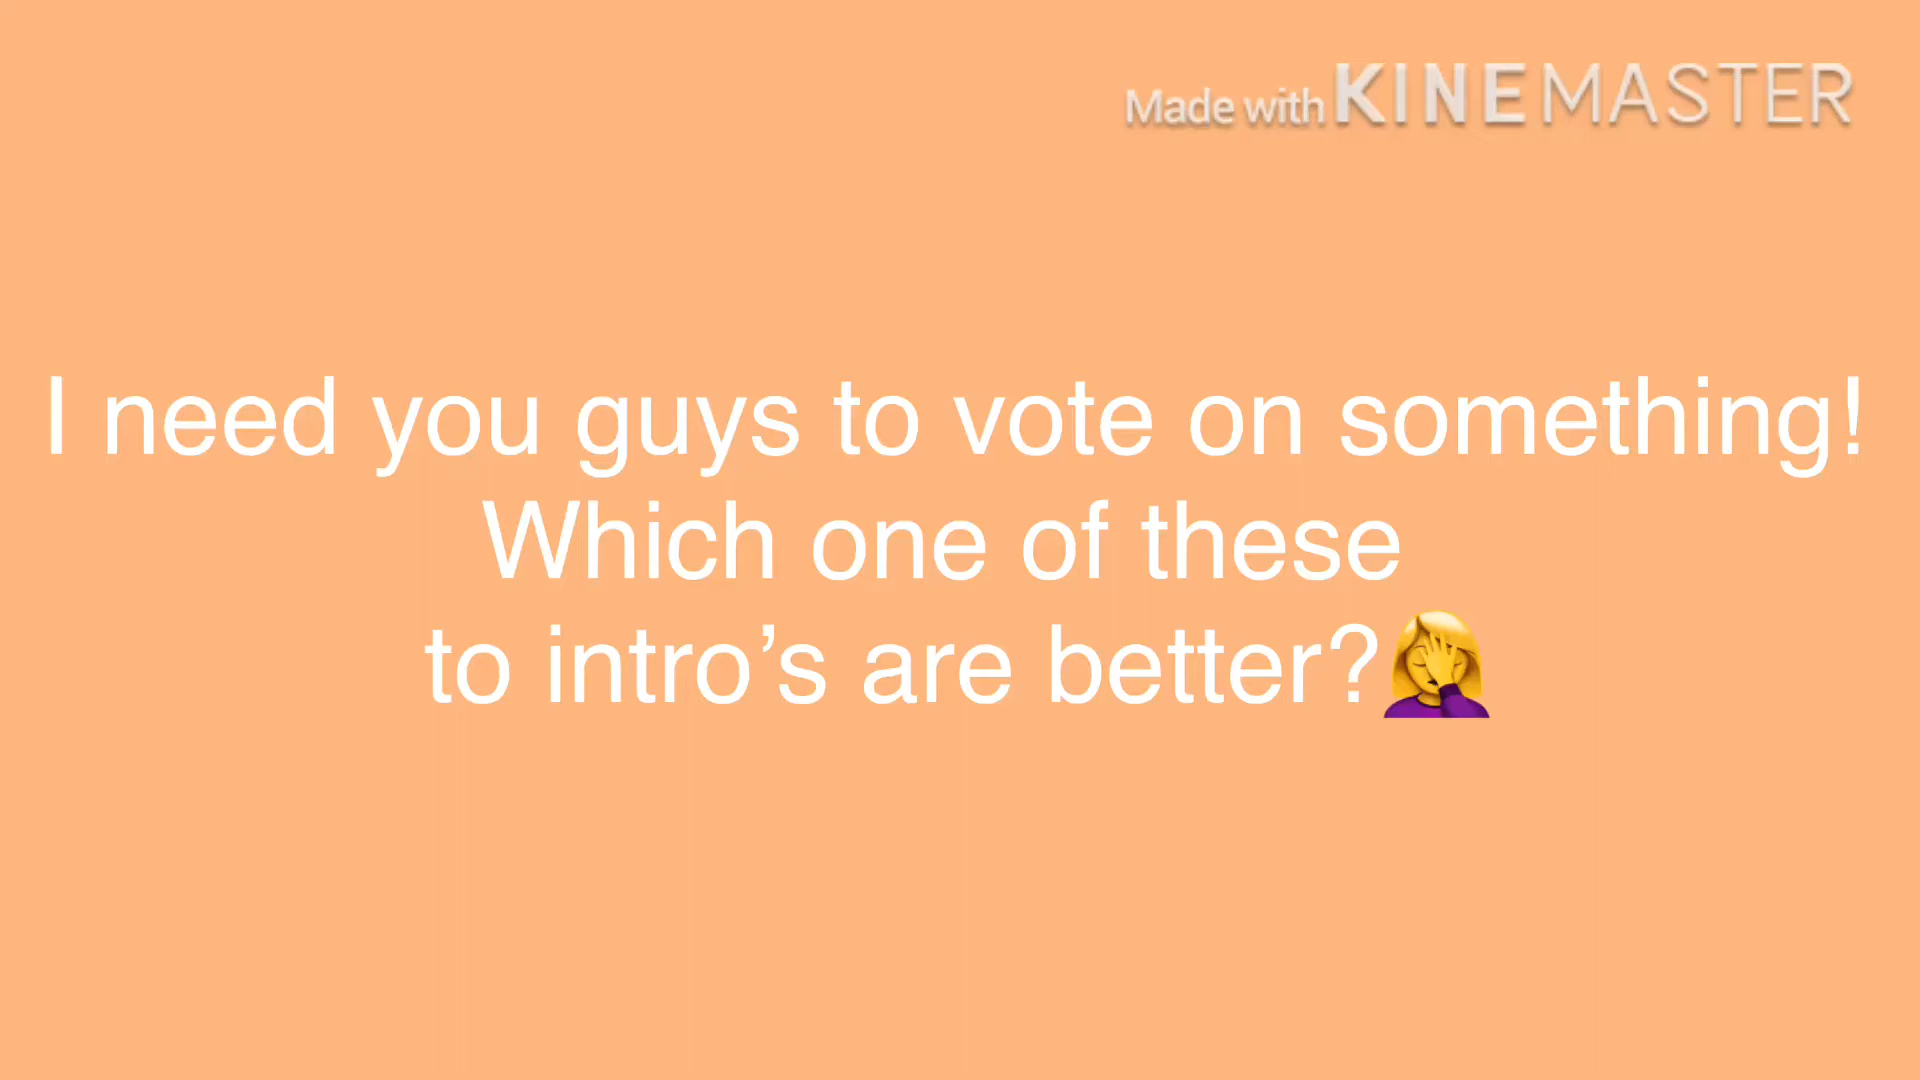 Made with KINEMASTER
I need you guys to vote on something!
Which one of these
to intro’s are better?🤦‍♀️